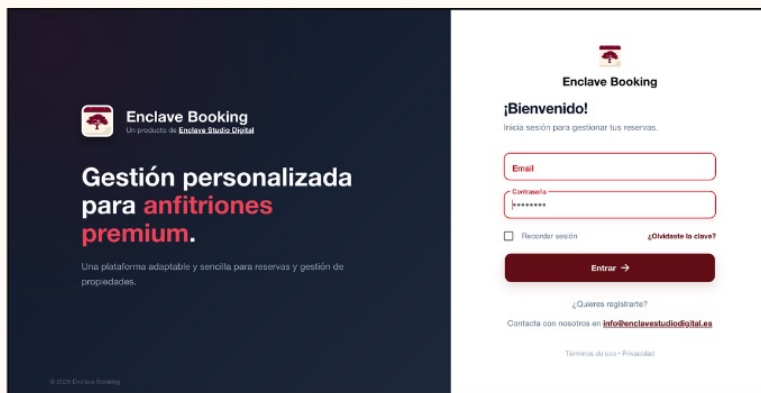 Enclave Booking
Un producto de Enclave Studio Digital
Gestión personalizada
para anfitriones
premium.
Una plataforma adaptable y sencilla para reservas y gestión de
propiedades.
© 2026 Enclave Booking
Enclave Booking
¡Bienvenido!
Inicia sesión para gestionar tus reservas.
Email
Contraseña
********
Recordar sesión
¿Olvidaste la clave?
Entrar →
¿Quieres registrarte?
Contacta con nosotros en info@enclavestudiodigital.es
Términos de uso • Privacidad